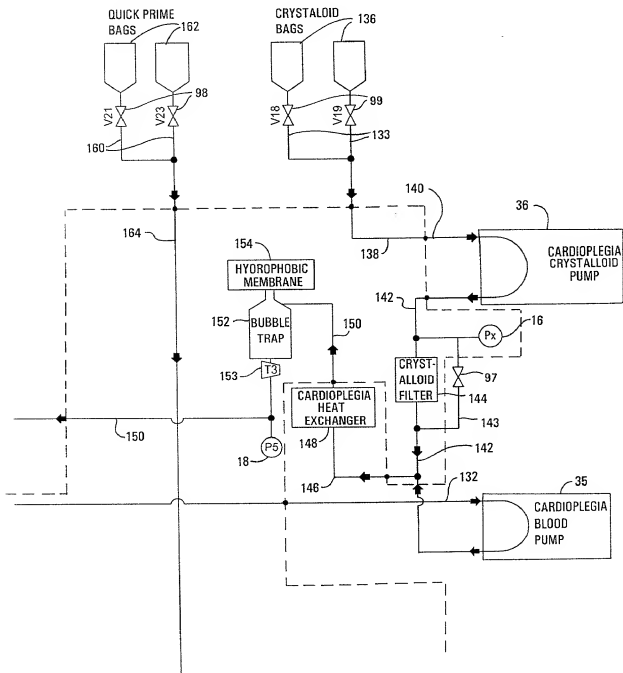 QUICK PRIME
BAGS
162
CRYSTALOID
BAGS
136
V21
98
V23
V18
99
V19
160
133
164
140
36
138
CARDIOPLEGIA
CRYSTALLOID
PUMP
154
HYDROPHOBIC
MEMBRANE
142
152
BUBBLE
TRAP
150
Px
16
153
T3
CRYST-
ALLOID
FILTER
97
144
CARDIOPLEGIA
HEAT
EXCHANGER
148
143
150
P5
18
142
146
132
35
CARDIOPLEGIA
BLOOD
PUMP